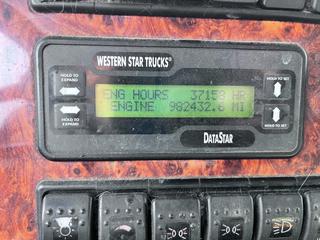 WESTERN STAR TRUCKS®
HOLD TO EXPAND
HOLD TO SET
ENG HOURS 37158 HR
ENGINE 982432.6 MI
HOLD TO EXPAND
HOLD TO SET
DATASTAR